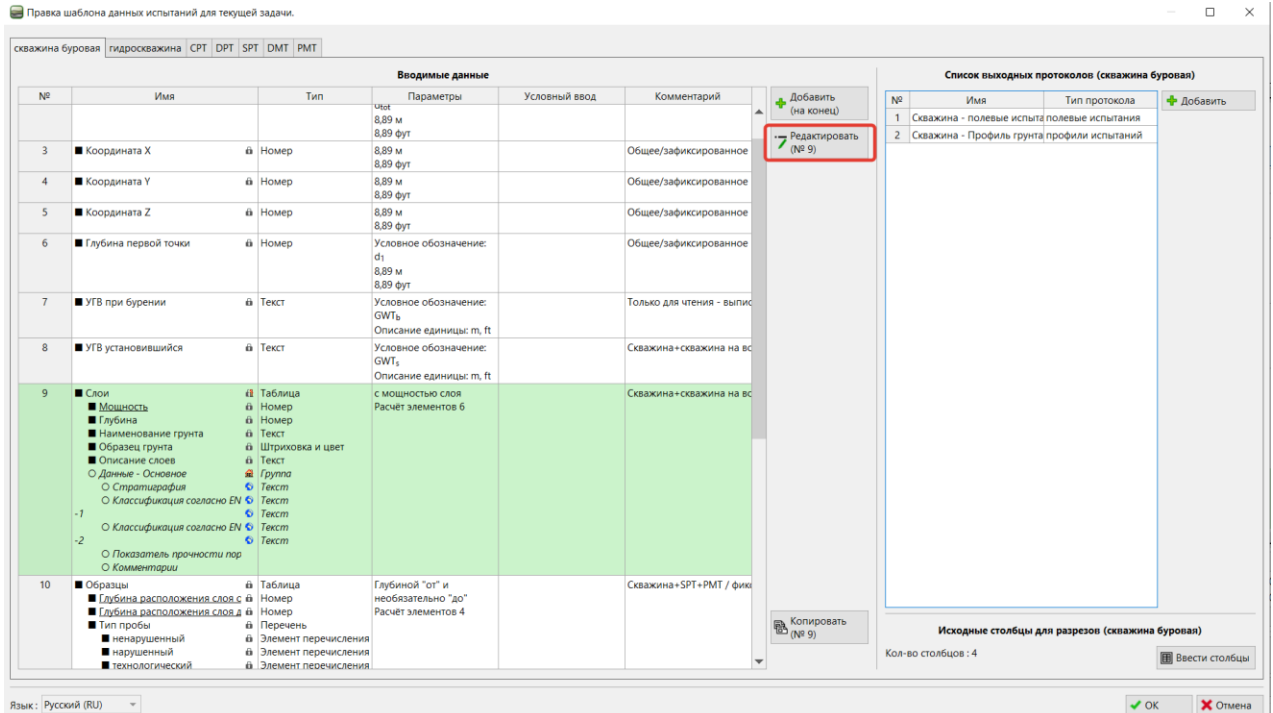 Правка шаблона данных испытаний для текущей задачи.
скважина буровая гидроскважина CPT DPT SPT DMT PMT
Вводимые данные
№ Имя Тип Параметры Условный ввод Комментарий
8,89 м
8,89 фут
3 Координата X Номер 8,89 м Общее/зафиксированное
8,89 фут
4 Координата Y Номер 8,89 м Общее/зафиксированное
8,89 фут
5 Координата Z Номер 8,89 м Общее/зафиксированное
8,89 фут
6 Глубина первой точки Номер Условное обозначение: Общее/зафиксированное
d1
8,89 м
8,89 фут
7 УГВ при бурении Текст Условное обозначение: Только для чтения - выпис
GWTb
Описание единицы: m, ft
8 УГВ установившийся Текст Условное обозначение: Скважина+скважина на вс
GWTs
Описание единицы: m, ft
9 Слои Таблица с мощностью слоя Скважина+скважина на вс
Мощность Номер Расчёт элементов 6
Глубина Номер
Наименование грунта Текст
Образец грунта Штриховка и цвет
Описание слоев Текст
Данные - Основное Группа
Стратиграфия Текст
Классификация согласно EN Текст
-1 Текст
Классификация согласно EN Текст
-2 Текст
Показатель прочности пор
Комментарии
10 Образцы Таблица Глубиной "от" и Скважина+SPT+PMT / фикс
Глубина расположения слоя с Номер необязательно "до"
Глубина расположения слоя д Номер Расчёт элементов 4
Тип пробы Перечень
ненарушенный Элемент перечисления
нарушенный Элемент перечисления
технологический Элемент перечисления
Добавить
(на конец)
Редактировать
(№ 9)
Копировать
(№ 9)
Список выходных протоколов (скважина буровая)
№ Имя Тип протокола
1 Скважина - полевые испыта полевые испытания
2 Скважина - Профиль грунта профили испытаний
Добавить
Исходные столбцы для разрезов (скважина буровая)
Кол-во столбцов : 4
Ввести столбцы
Язык : Русский (RU)
OK
Отмена